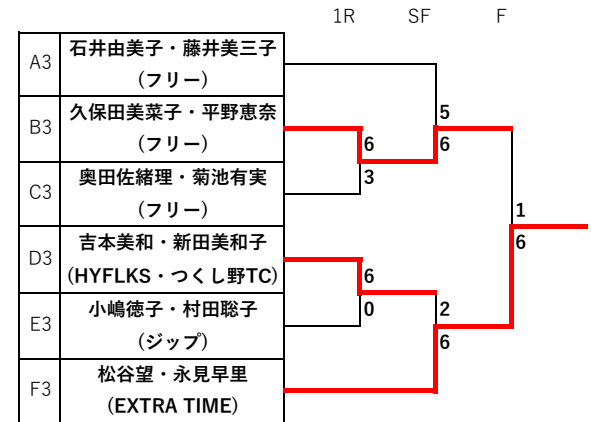 1R SF F
A3 石井由美子・藤井美三子
(フリー)
5
B3 久保田美菜子・平野恵奈
(フリー)
6 6
3
C3 奥田佐緒理・菊池有実
(フリー)
1
D3 吉本美和・新田美和子
(HYFLKS・つくし野TC)
6
6
E3 小嶋徳子・村田聡子
(ジップ)
0 2
6
F3 松谷望・永見早里
(EXTRA TIME)